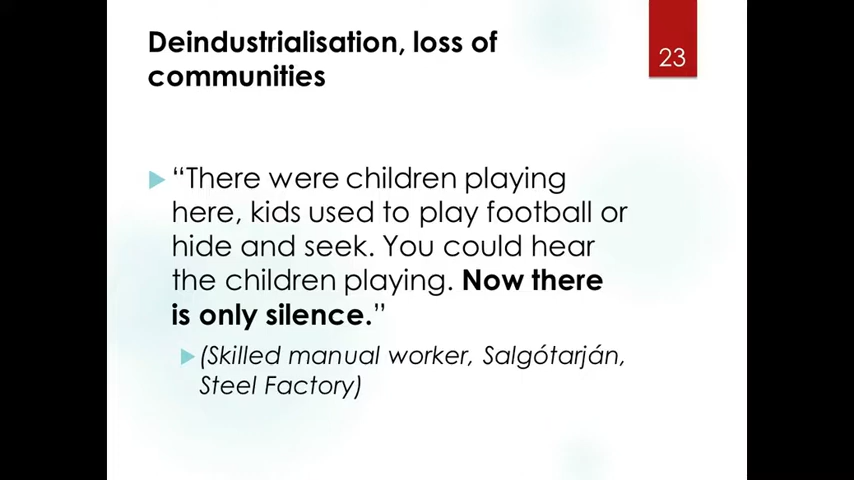 Deindustrialisation, loss of
communities
23
“There were children playing
here, kids used to play football or
hide and seek. You could hear
the children playing. Now there
is only silence.”
(Skilled manual worker, Salgótarján,
Steel Factory)